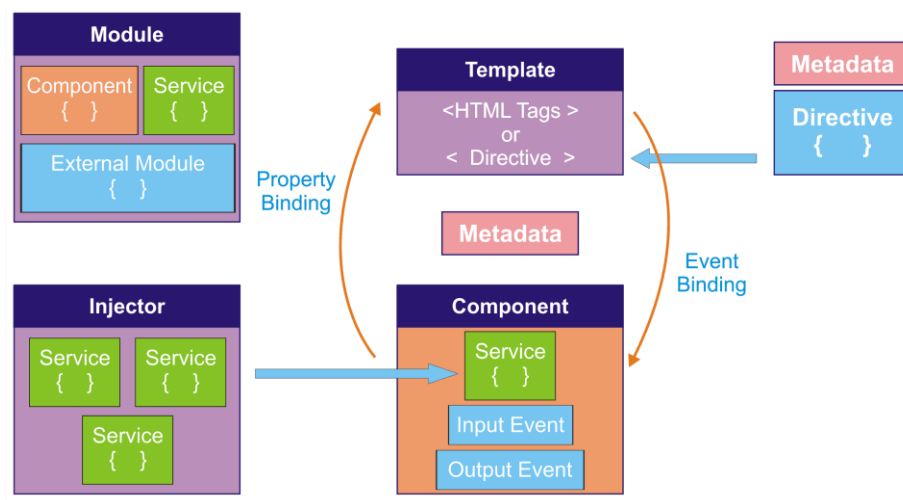 Module
Component
{ }
Service
{ }
External Module
{ }
Template
<HTML Tags >
or
< Directive >
Metadata
Directive
{ }
Property
Binding
Metadata
Event
Binding
Injector
Service
{ }
Service
{ }
Service
{ }
Component
Service
{ }
Input Event
Output Event